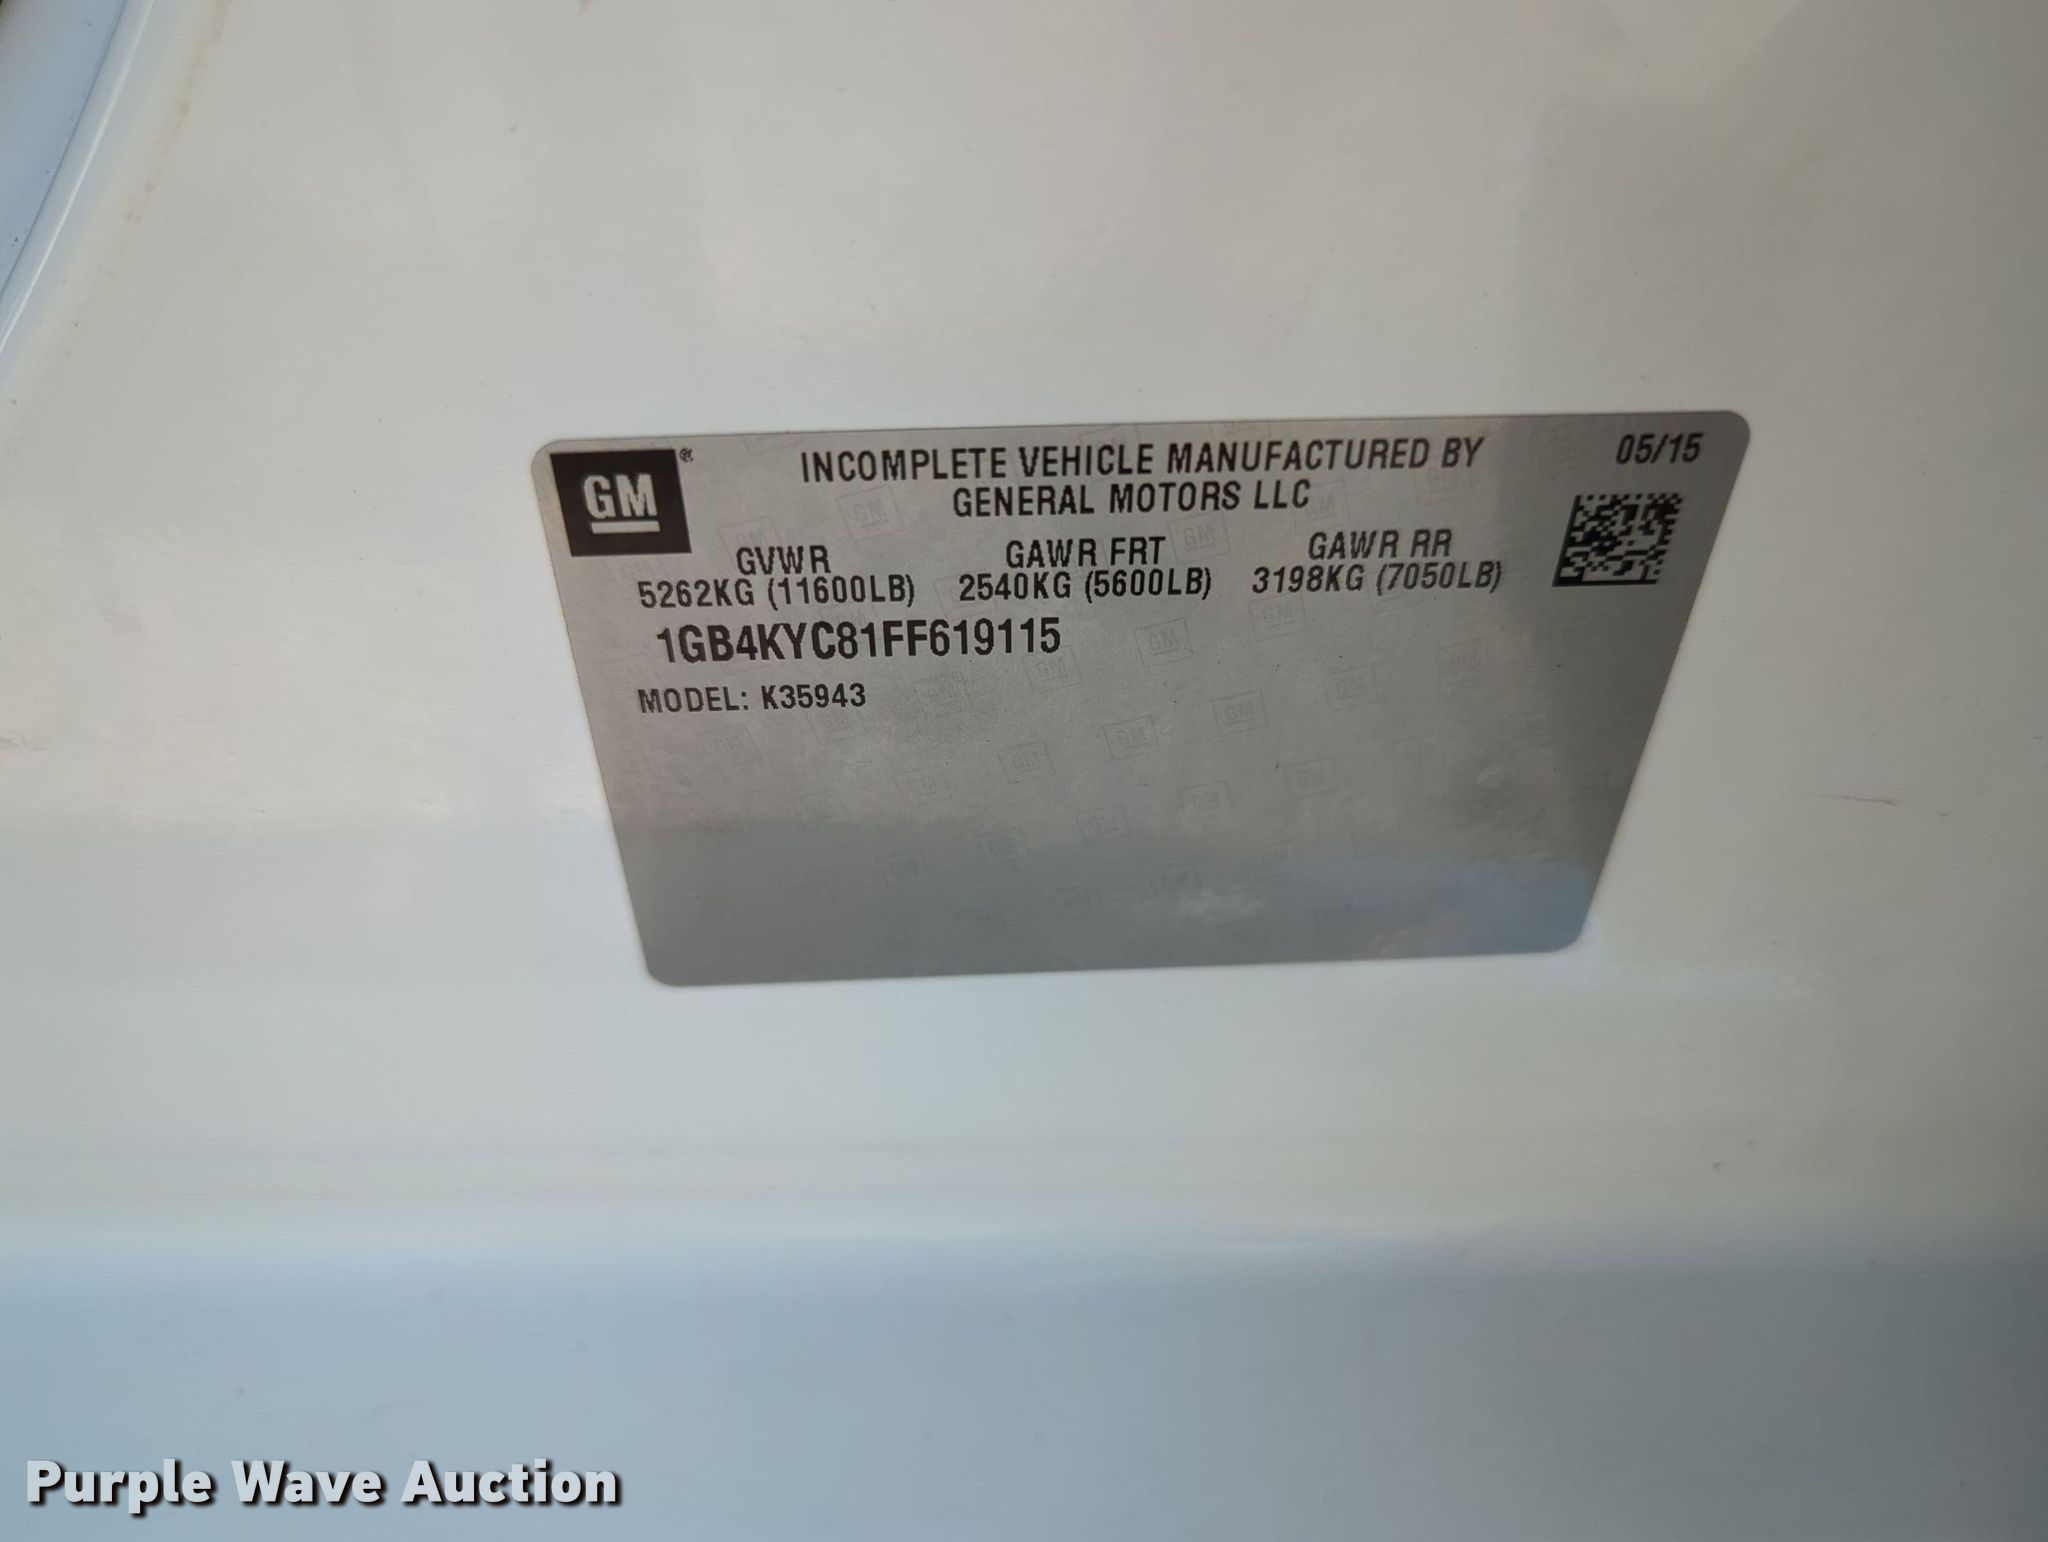 GM®
INCOMPLETE VEHICLE MANUFACTURED BY
GENERAL MOTORS LLC
05/15
GVWR GAWR FRT GAWR RR
5262KG (11600LB) 2540KG (5600LB) 3198KG (7050LB)
1GB4KYC81FF619115
MODEL: K35943
Purple Wave Auction